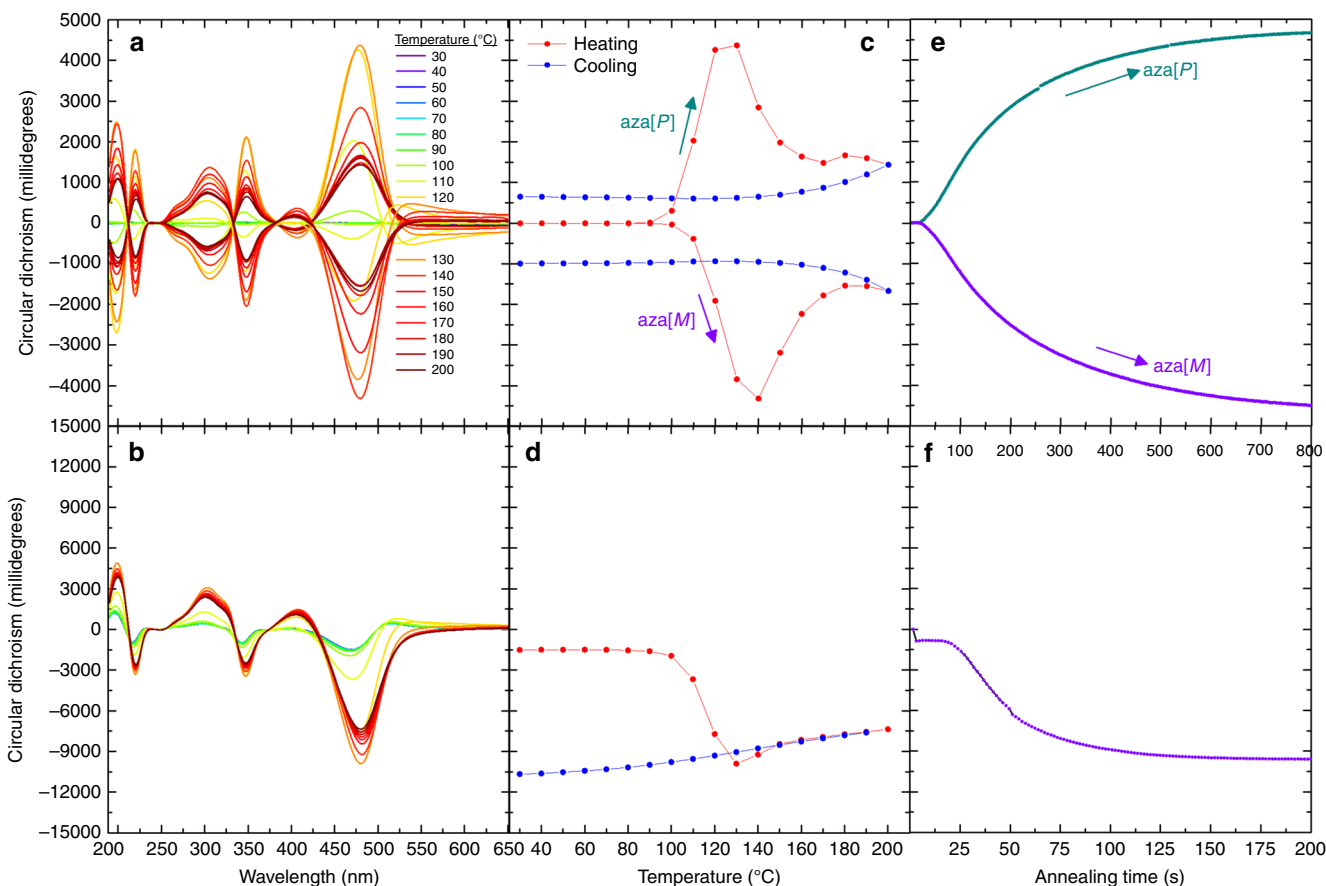 a
Temperature (°C)
30
40
50
60
70
80
90
100
110
120
130
140
150
160
170
180
190
200
5000
4000
3000
2000
1000
0
–1000
–2000
–3000
–4000
15000
Circular dichroism (millidegrees)
c
Heating
Cooling
aza[P]
aza[M]
e
aza[P]
aza[M]
100 200 300 400 500 600 700 800
b
12000
9000
6000
3000
0
–3000
–6000
–9000
–12000
–15000
Circular dichroism (millidegrees)
200 250 300 350 400 450 500 550 600 650
Wavelength (nm)
d
40 60 80 100 120 140 160 180 200
Temperature (°C)
f
25 50 75 100 125 150 175 200
Annealing time (s)